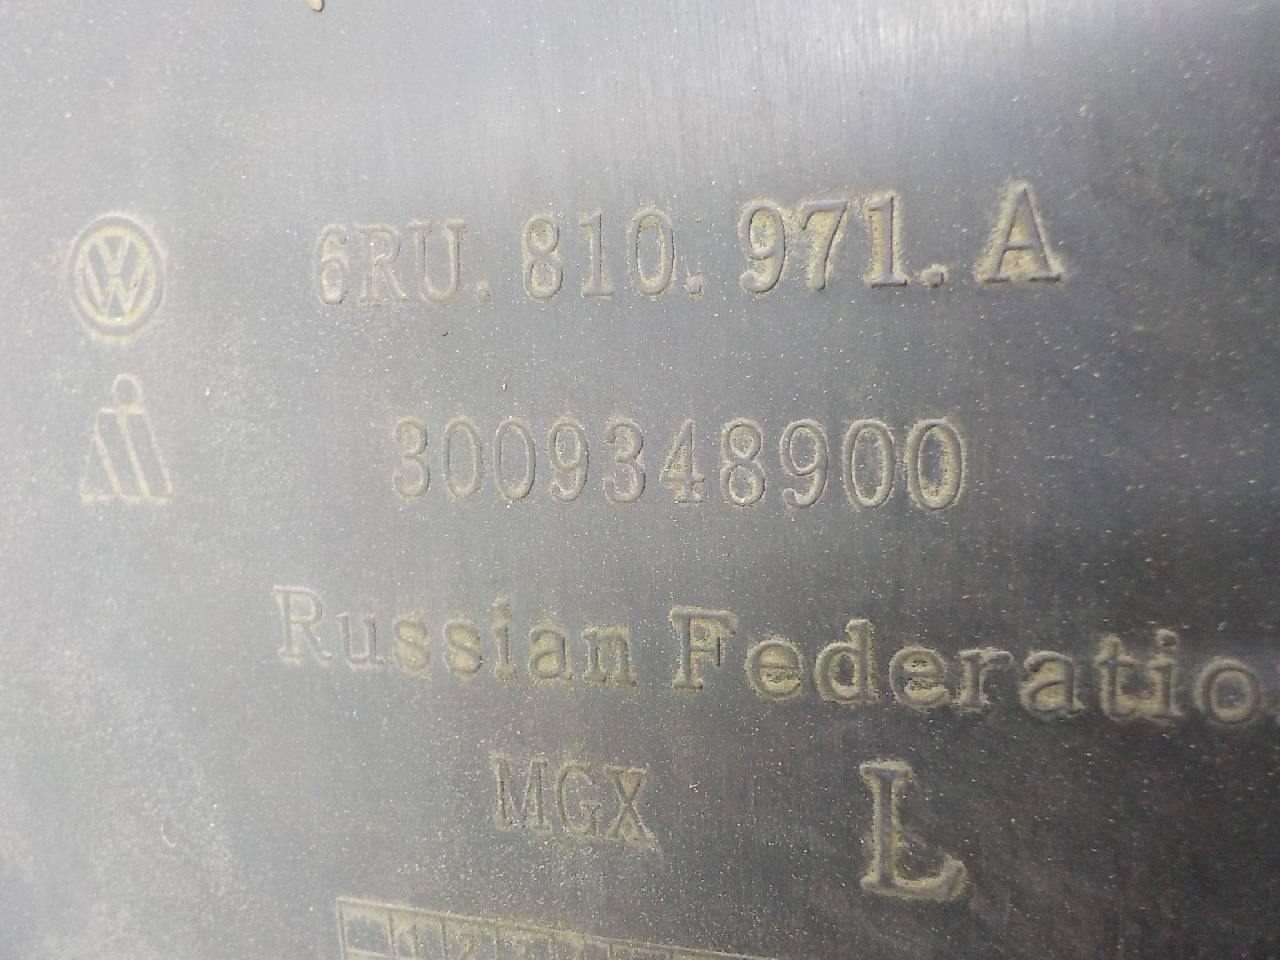 6RU. 810. 971. A
3009348900
Russian Federatio
MGX L